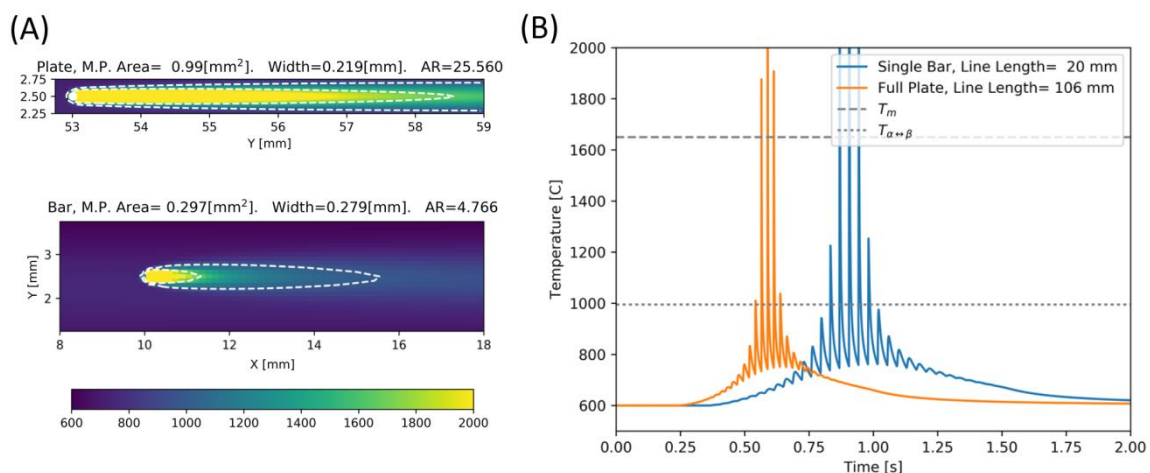 (A)
Plate, M.P. Area= 0.99[mm²]. Width=0.219[mm]. AR=25.560
2.75
2.50
2.25
53 54 55 56 57 58 59
Y [mm]
Bar, M.P. Area= 0.297[mm²]. Width=0.279[mm]. AR=4.766
Y [mm]
3
2
8 10 12 14 16 18
X [mm]
600 800 1000 1200 1400 1600 1800 2000
(B)
Temperature [C]
2000
1800
1600
1400
1200
1000
800
600
Single Bar, Line Length= 20 mm
Full Plate, Line Length= 106 mm
Tₘ
T_{α↔β}
0.00 0.25 0.50 0.75 1.00 1.25 1.50 1.75 2.00
Time [s]